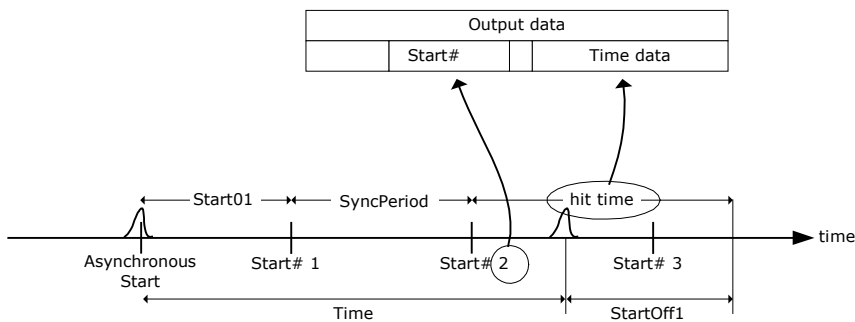 Output data
Start# Time data
Start01 SyncPeriod hit time
time
Asynchronous Start# 1 Start# 2 Start# 3
Start
Time StartOff1